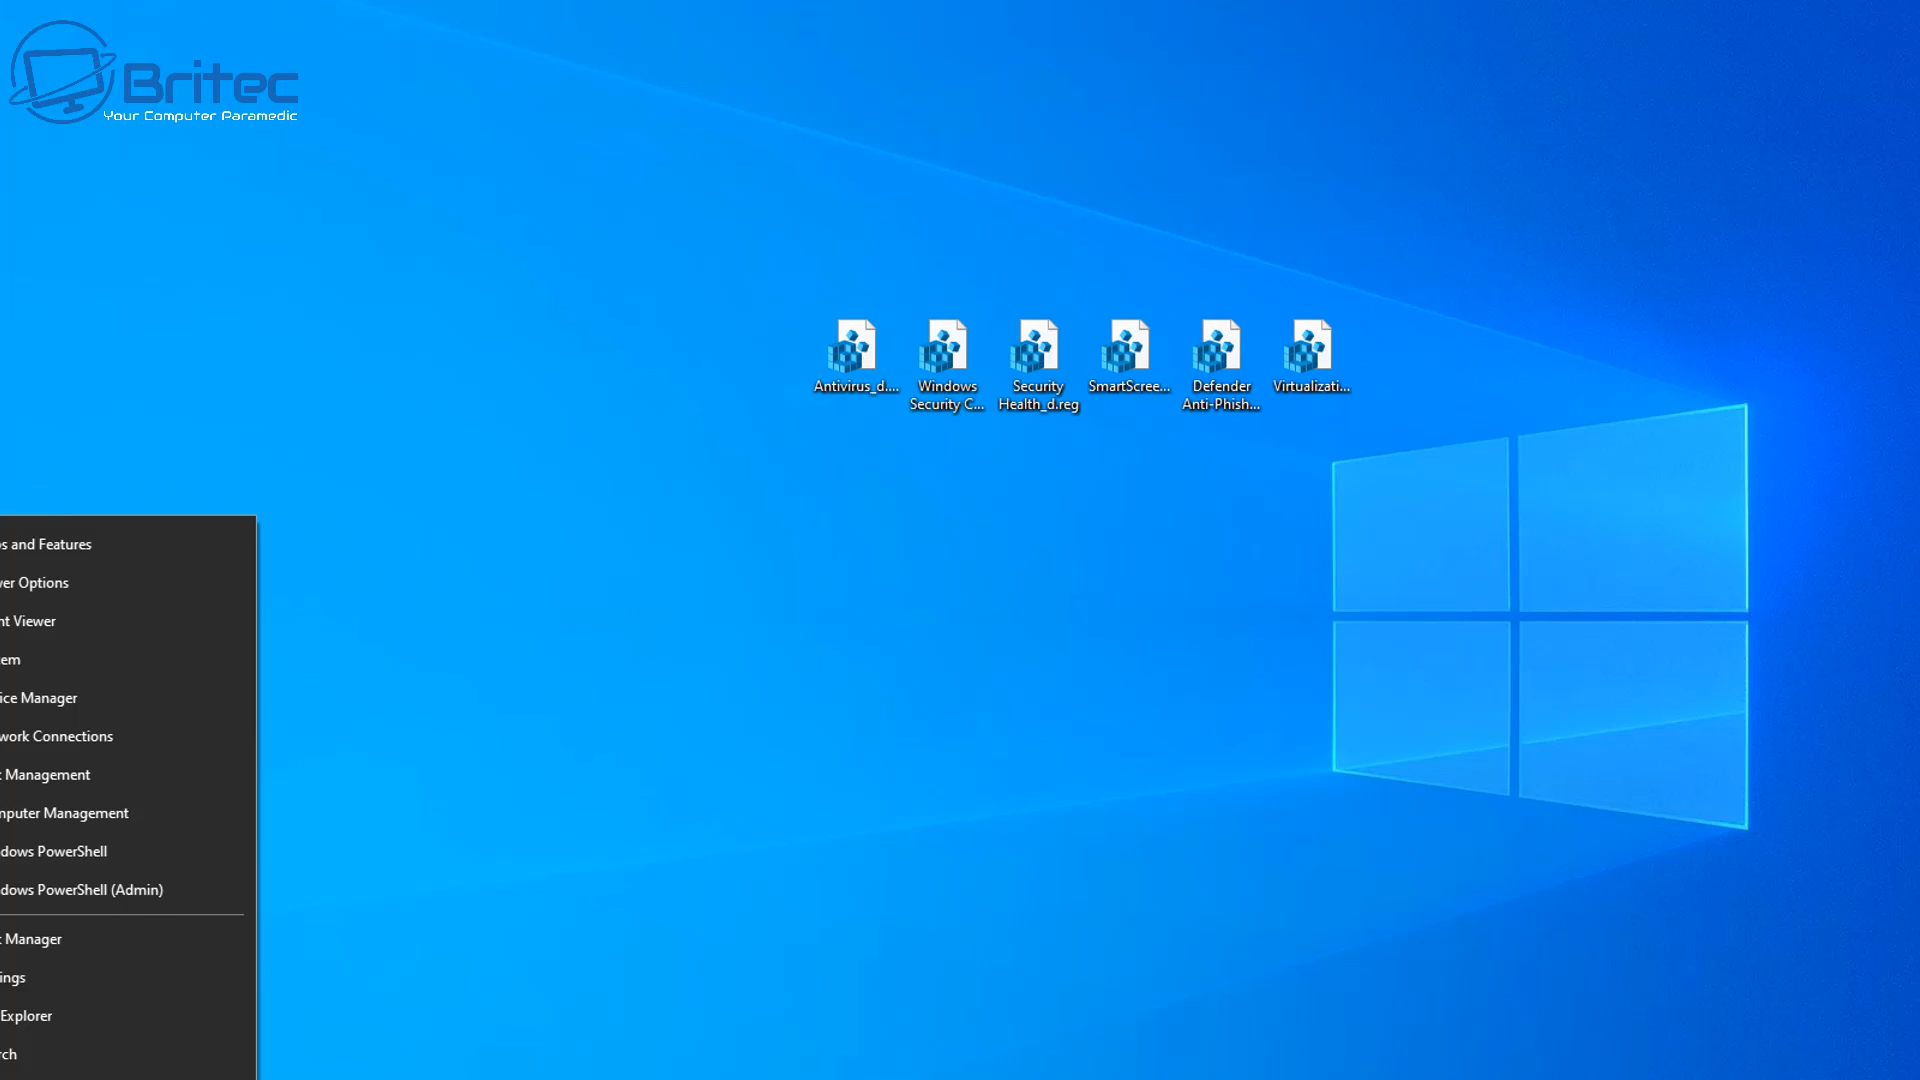 Britec
Your Computer Paramedic
Antivirus_d....
Windows
Security C...
Security
Health_d.reg
SmartScree...
Defender
Anti-Phish...
Virtualizati...
s and Features
er Options
nt Viewer
em
ice Manager
work Connections
Management
mputer Management
dows PowerShell
dows PowerShell (Admin)
Manager
ings
Explorer
rch